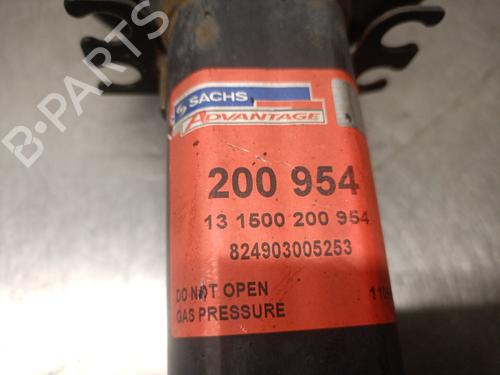 B-PARTS
SACHS
ADVANTAGE
200 954
13 1500 200 954
824903005253
DO NOT OPEN
GAS PRESSURE